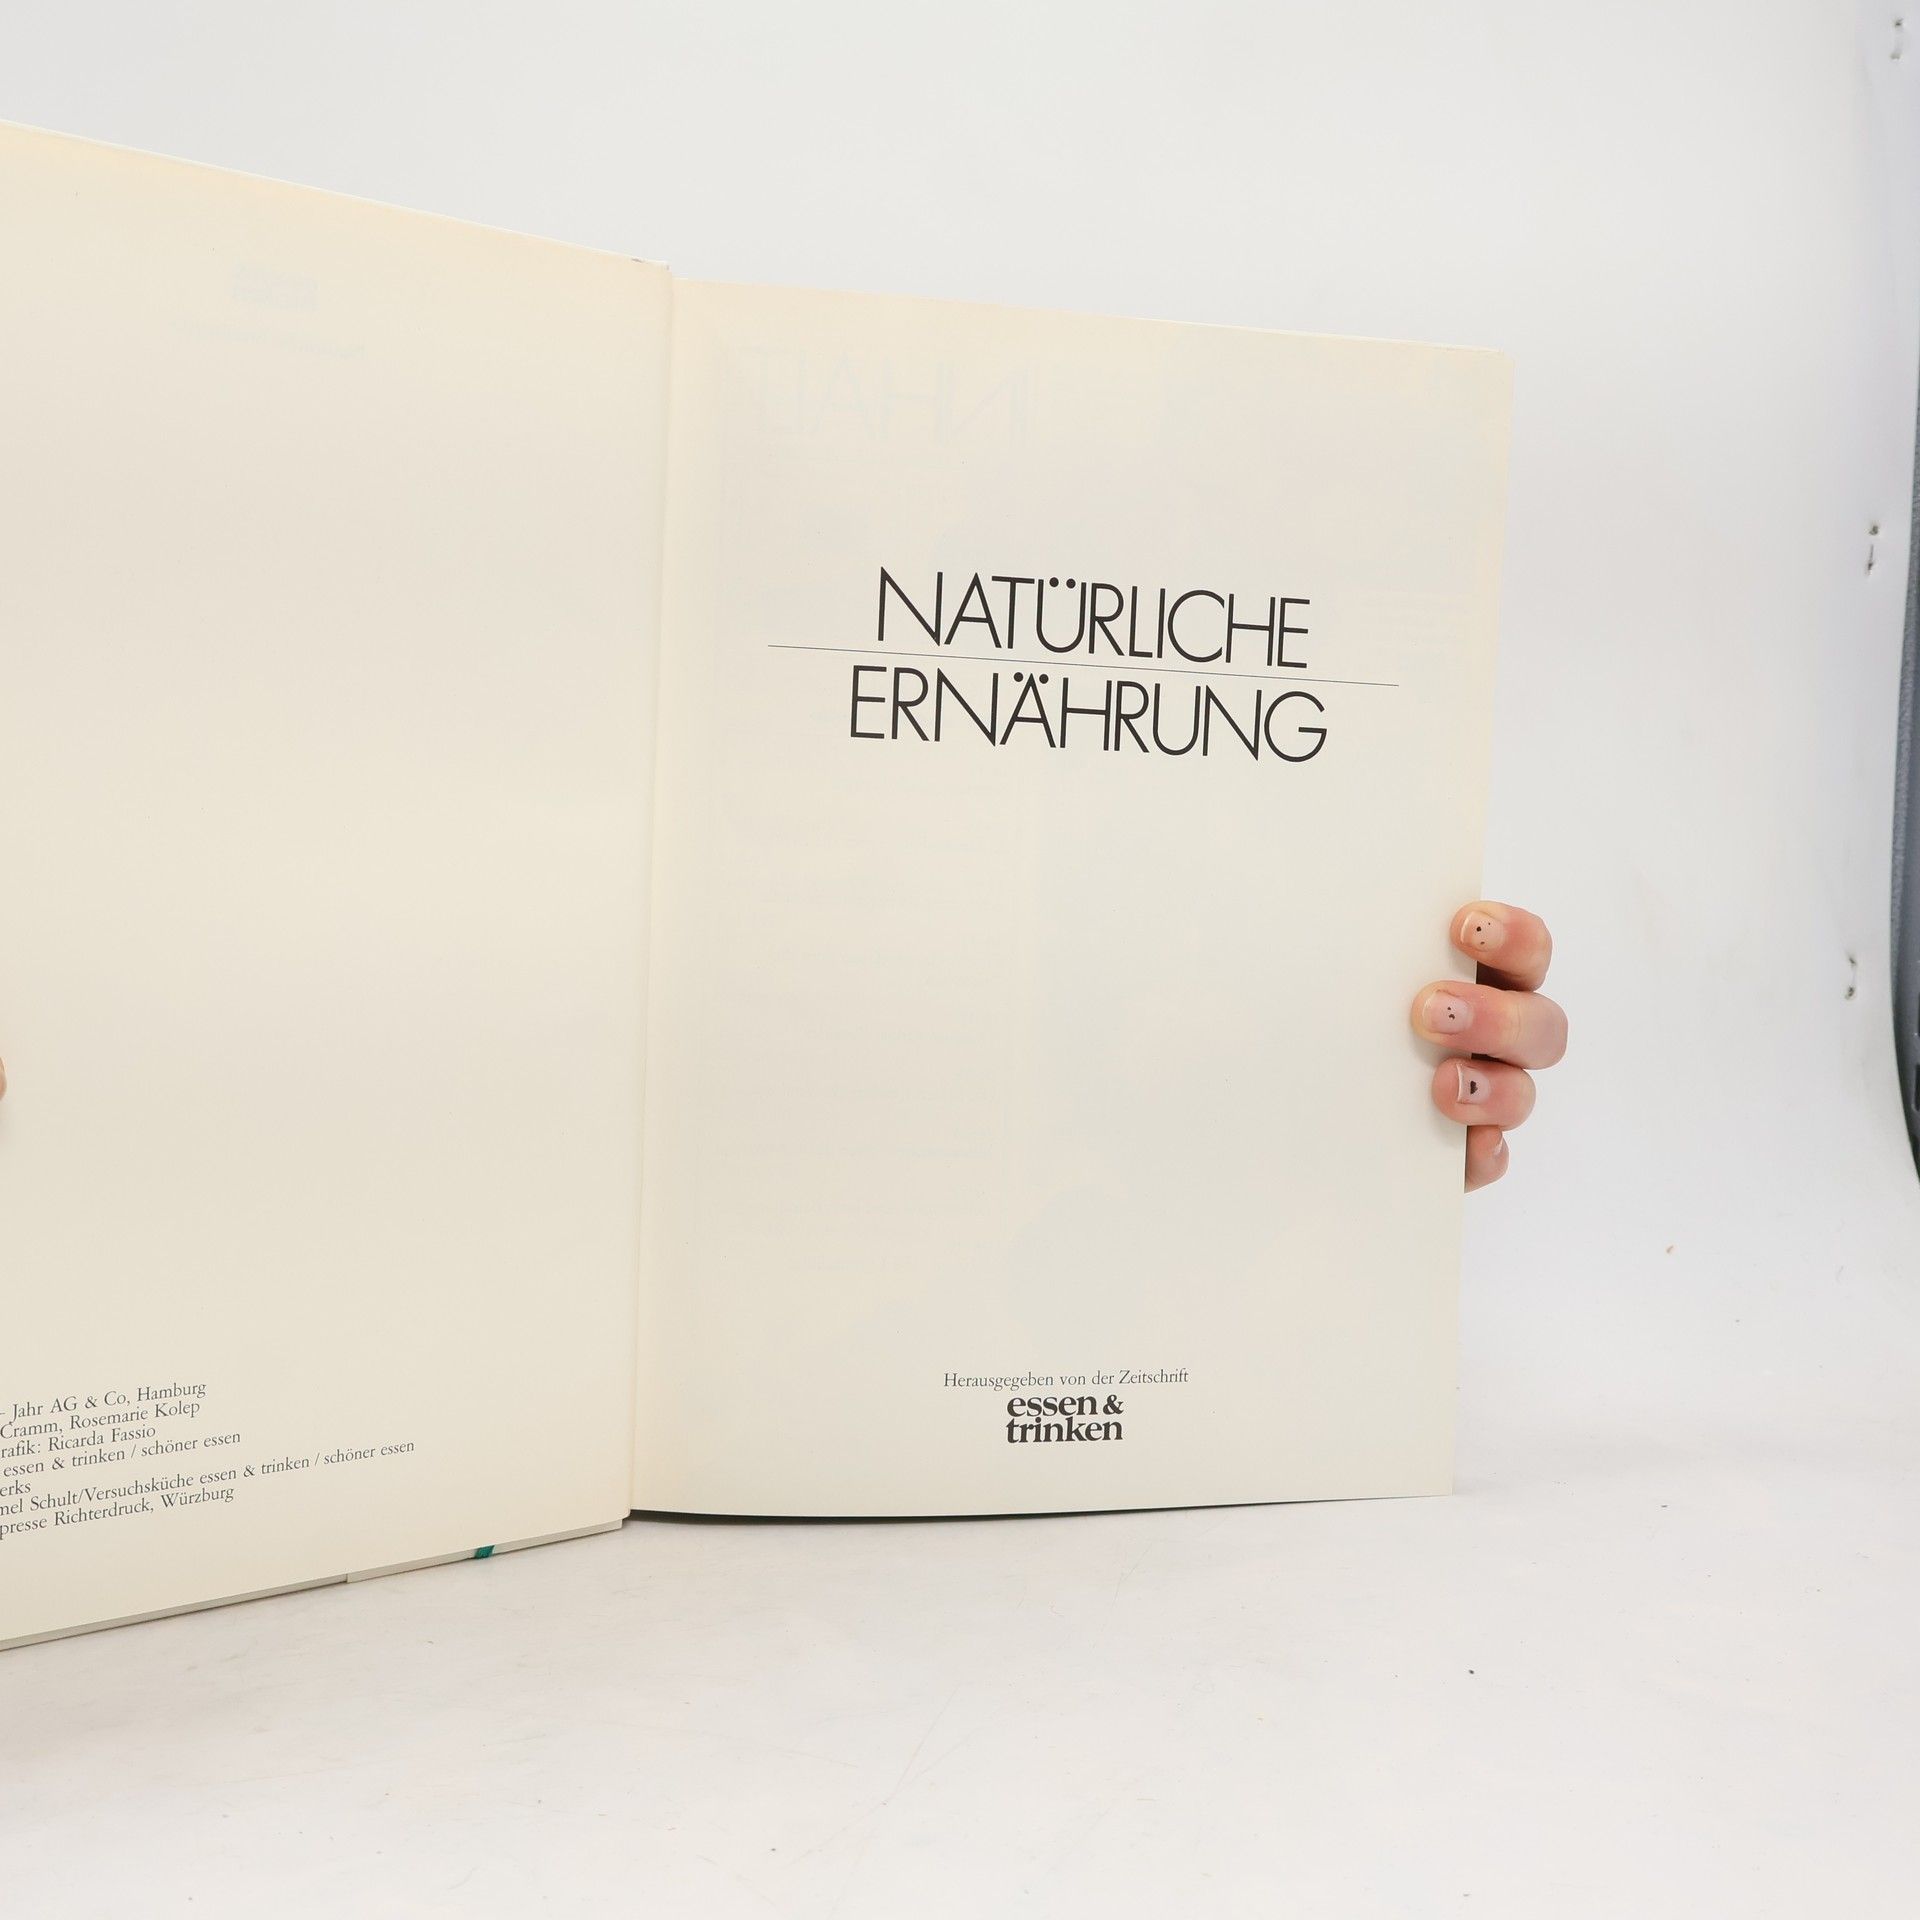 – Jahr AG & Co, Hamburg
Cramm, Rosemarie Kolep
rafik: Ricarda Fassio
essen & trinken / schöner essen
erks
mel Schult/Versuchsküche essen & trinken / schöner essen
presse Richterdruck, Würzburg
NATÜRLICHE
ERNÄHRUNG
Herausgegeben von der Zeitschrift
essen &
trinken